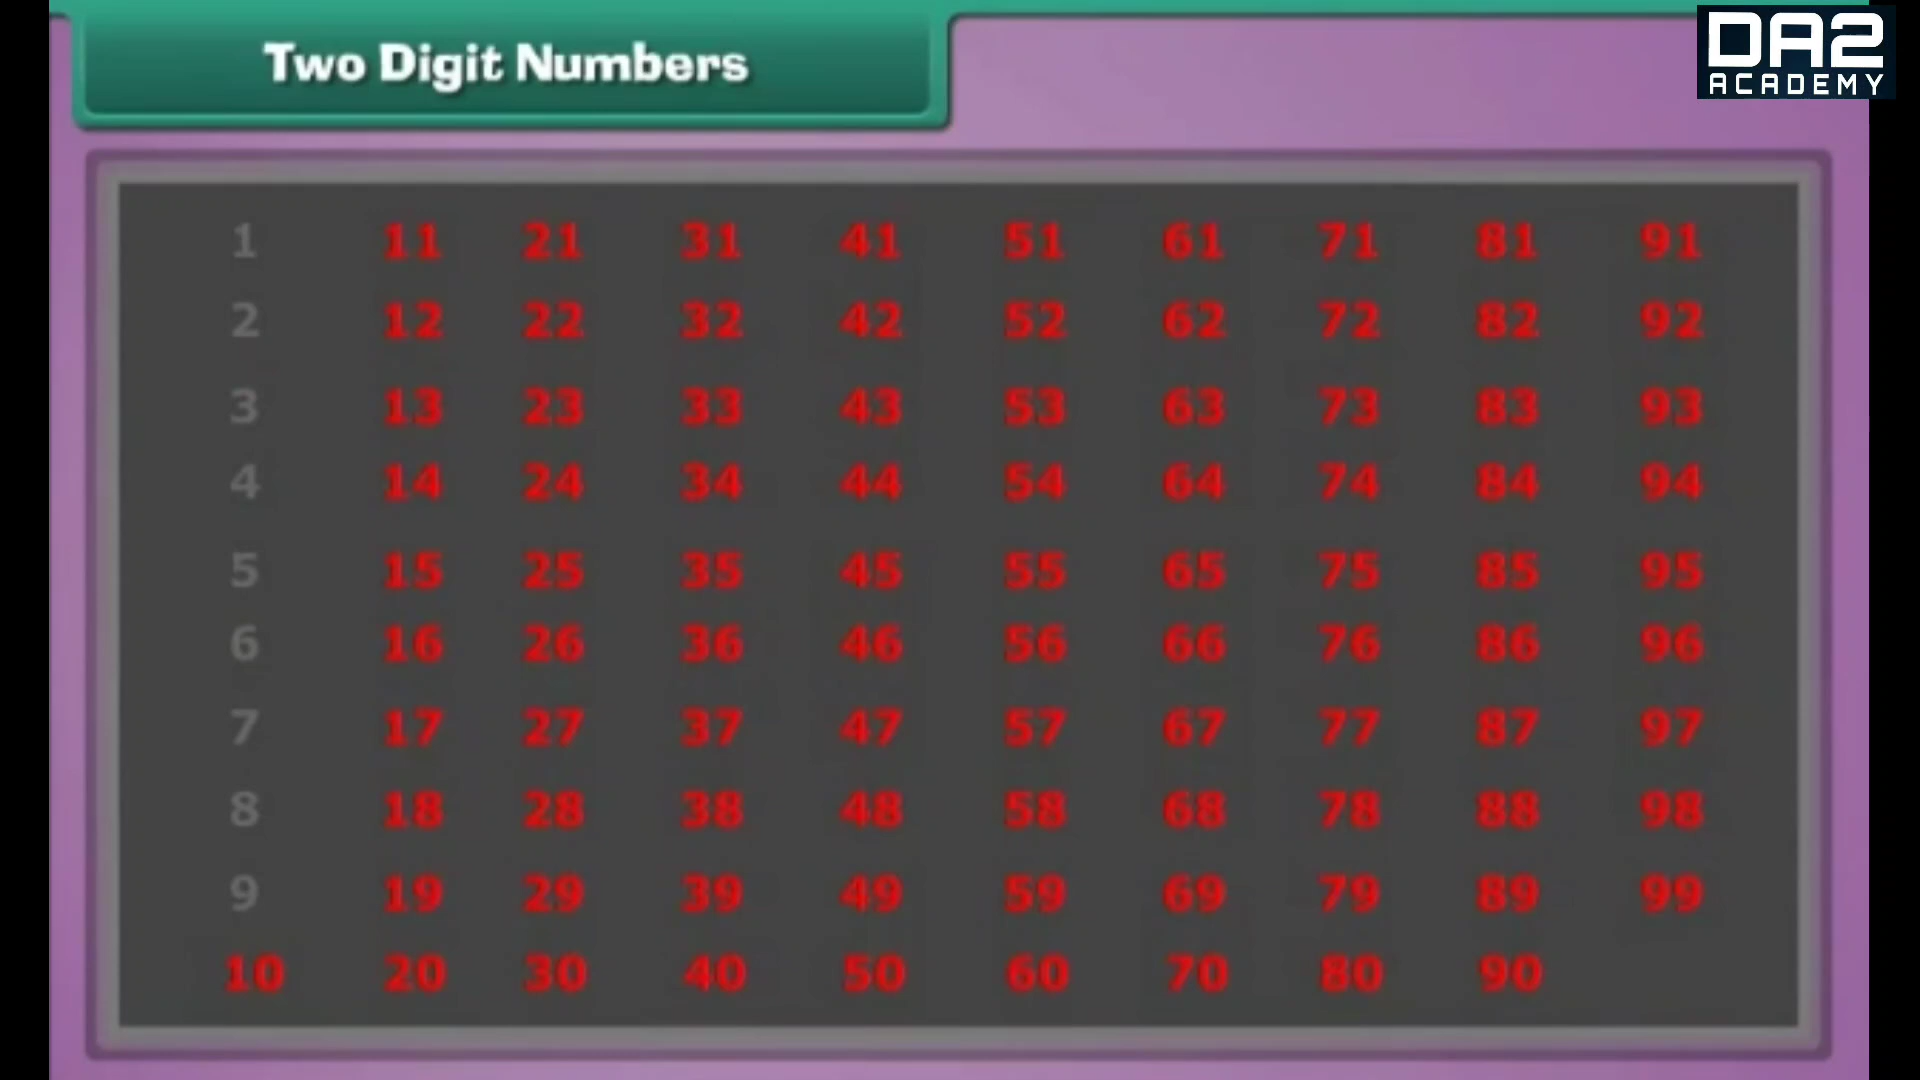 Two Digit Numbers
DA2
ACADEMY
1 11 21 31 41 51 61 71 81 91
2 12 22 32 42 52 62 72 82 92
3 13 23 33 43 53 63 73 83 93
4 14 24 34 44 54 64 74 84 94
5 15 25 35 45 55 65 75 85 95
6 16 26 36 46 56 66 76 86 96
7 17 27 37 47 57 67 77 87 97
8 18 28 38 48 58 68 78 88 98
9 19 29 39 49 59 69 79 89 99
10 20 30 40 50 60 70 80 90